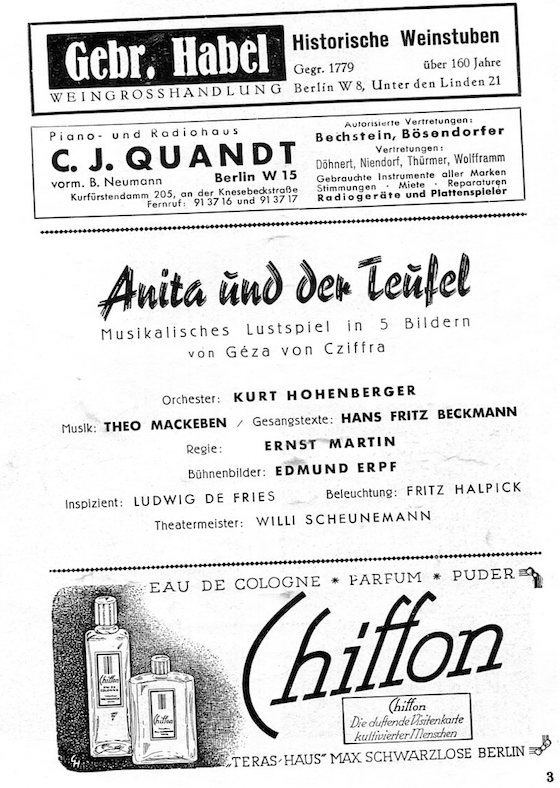 Gebr. Habel
WEINGROSSHANDLUNG
Historische Weinstuben
Gegr. 1779 über 160 Jahre
Berlin W 8, Unter den Linden 21
Piano- und Radiohaus
C. J. QUANDT
vorm. B. Neumann Berlin W 15
Kurfürstendamm 205, an der Knesebeckstraße
Fernruf: 91 37 16 und 91 37 17
Autorisierte Vertretungen:
Bechstein, Bösendorfer
Vertretungen:
Döhnert, Niendorf, Thürmer, Wolfframm
Gebrauchte Instrumente aller Marken
Stimmungen · Miete · Reparaturen
Radiogeräte und Plattenspieler
Anita und der Teufel
Musikalisches Lustspiel in 5 Bildern
von Géza von Cziffra
Orchester: KURT HOHENBERGER
Musik: THEO MACKEBEN / Gesangstexte: HANS FRITZ BECKMANN
Regie: ERNST MARTIN
Bühnenbilder: EDMUND ERPF
Inspizient: LUDWIG DE FRIES Beleuchtung: FRITZ HALPICK
Theatermeister: WILLI SCHEUNEMANN
EAU DE COLOGNE * PARFUM * PUDER
Chiffon
Chiffon
Chiffon
Chiffon
Die duftende Visitenkarte
kultivierter Menschen
„TERAS-HAUS" MAX SCHWARZLOSE BERLIN
3